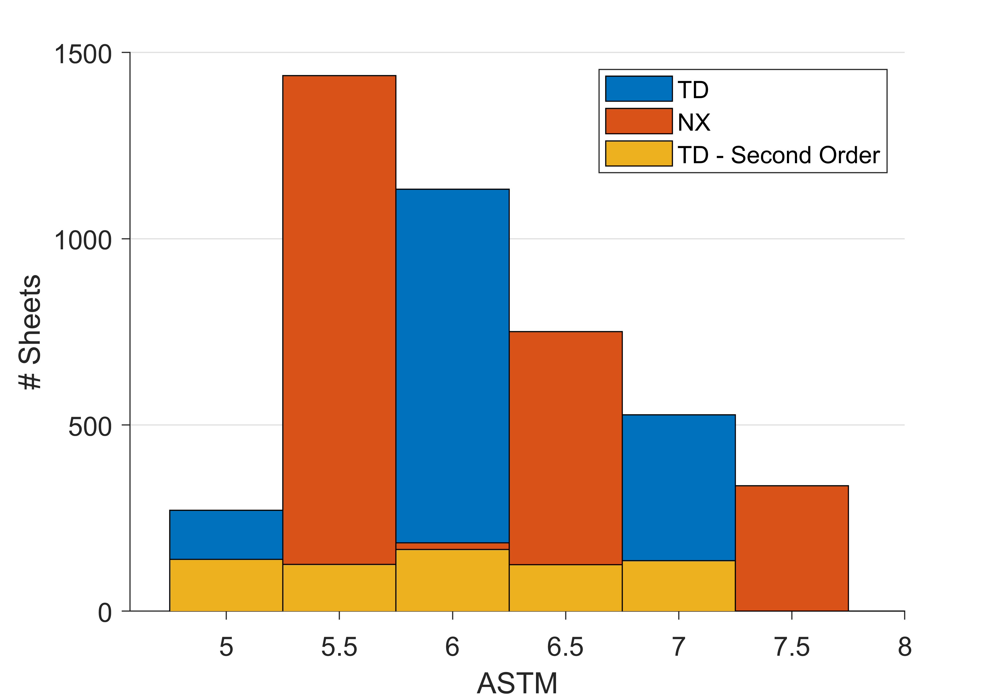 1500
1000
500
0
# Sheets
TD
NX
TD - Second Order
5 5.5 6 6.5 7 7.5 8
ASTM